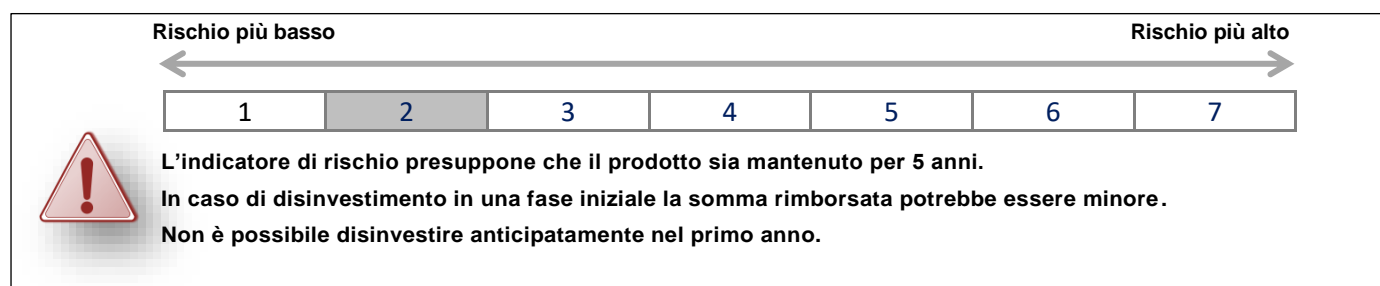 Rischio più basso Rischio più alto
1 2 3 4 5 6 7
L'indicatore di rischio presuppone che il prodotto sia mantenuto per 5 anni.
In caso di disinvestimento in una fase iniziale la somma rimborsata potrebbe essere minore.
Non è possibile disinvestire anticipatamente nel primo anno.